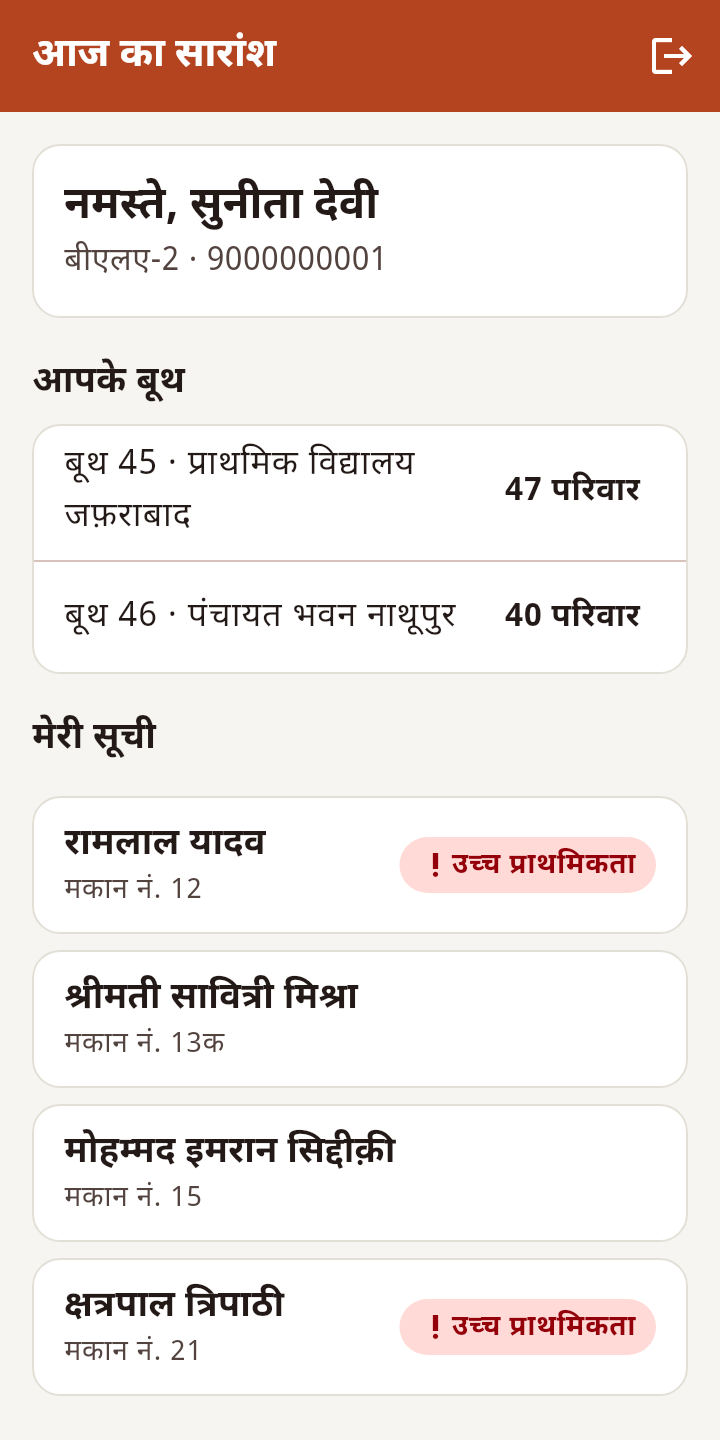 आज का सारांश
नमस्ते, सुनीता देवी
बीएलए-2 · 9000000001
आपके बूथ
बूथ 45 · प्राथमिक विद्यालय
जफ़राबाद
47 परिवार
बूथ 46 · पंचायत भवन नाथूपुर
40 परिवार
मेरी सूची
रामलाल यादव
मकान नं. 12
! उच्च प्राथमिकता
श्रीमती सावित्री मिश्रा
मकान नं. 13क
मोहम्मद इमरान सिद्दीक़ी
मकान नं. 15
क्षत्रपाल त्रिपाठी
मकान नं. 21
! उच्च प्राथमिकता